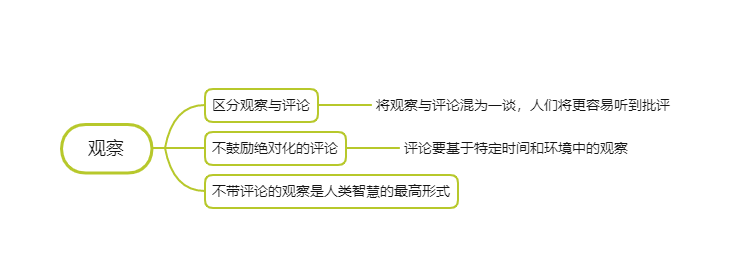 区分观察与评论
将观察与评论混为一谈，人们将更容易听到批评
观察
不鼓励绝对化的评论
评论要基于特定时间和环境中的观察
不带评论的观察是人类智慧的最高形式